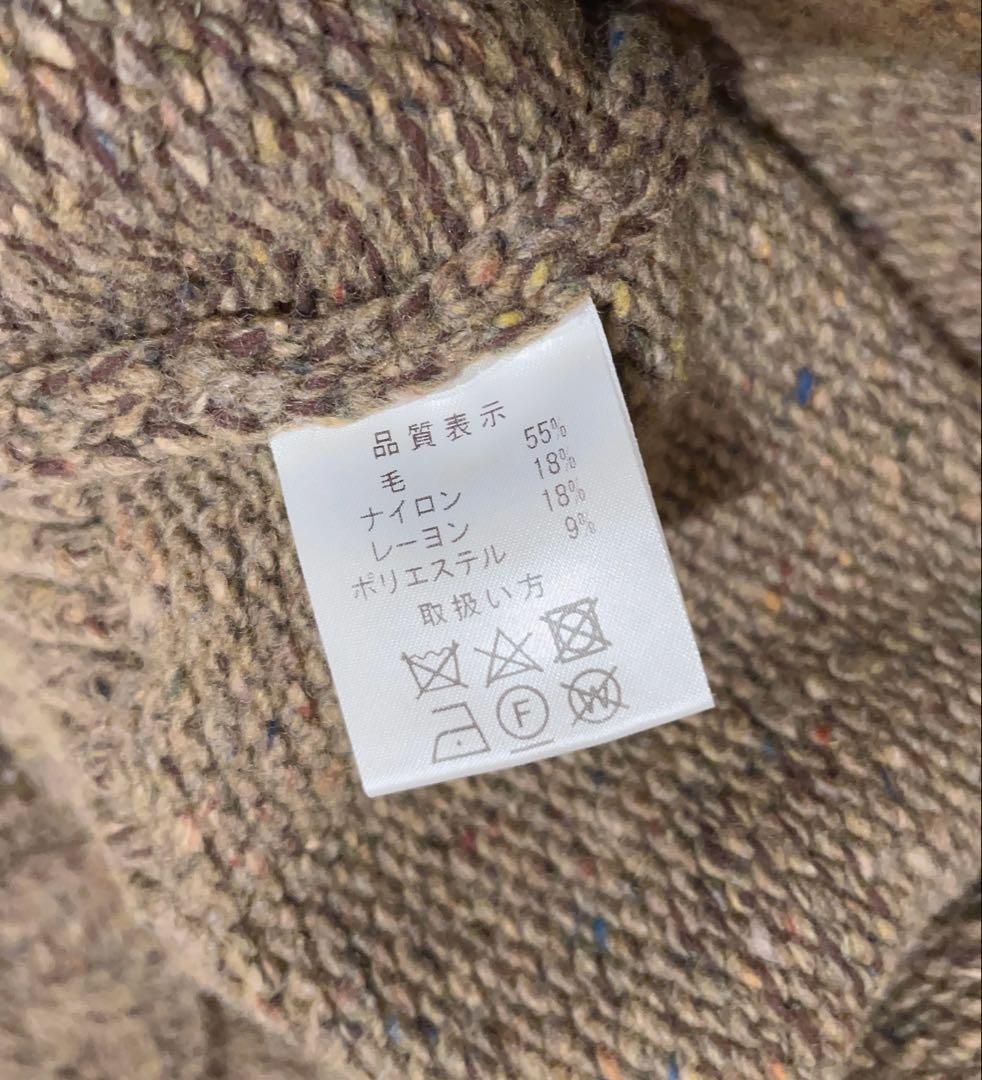 品質表示
毛 55%
ナイロン 18%
レーヨン 18%
ポリエステル 9%
取扱い方
F W